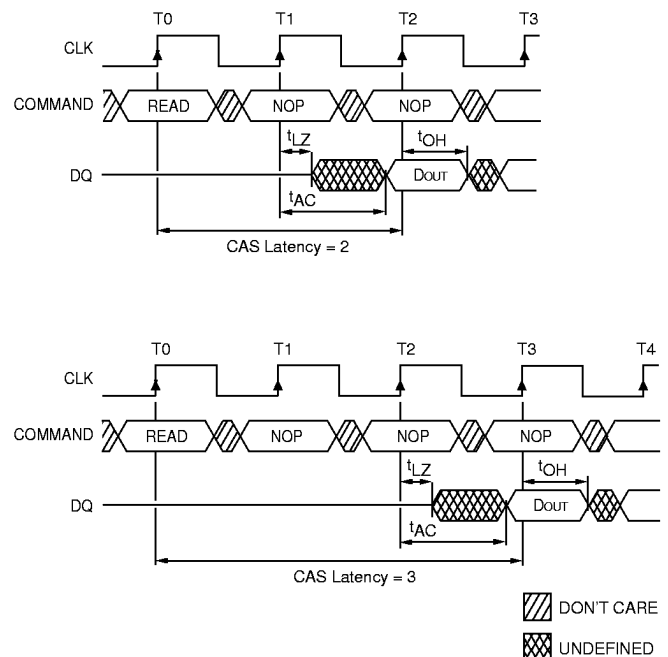 T0 T1 T2 T3
CLK
COMMAND READ NOP NOP
tLZ tOH
DQ DOUT
tAC
CAS Latency = 2
T0 T1 T2 T3 T4
CLK
COMMAND READ NOP NOP NOP
tLZ tOH
DQ DOUT
tAC
CAS Latency = 3
DON'T CARE
UNDEFINED